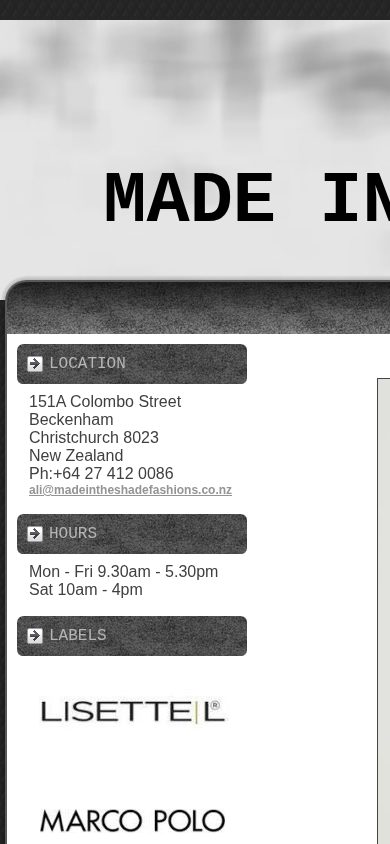 MADE IN
LOCATION
151A Colombo Street
Beckenham
Christchurch 8023
New Zealand
Ph:+64 27 412 0086
ali@madeintheshadefashions.co.nz
HOURS
Mon - Fri 9.30am - 5.30pm
Sat 10am - 4pm
LABELS
LISETTE L®
MARCO POLO